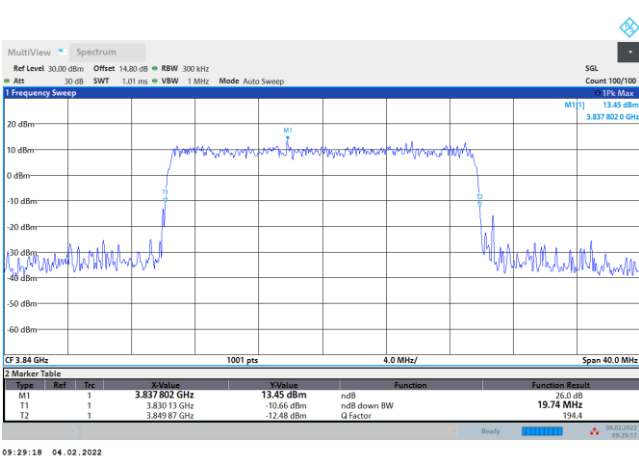 MultiView Spectrum
Ref Level 30.00 dBm Offset 14.80 dB RBW 300 kHz SGL
Att 30 dB SWT 1.01 ms VBW 1 MHz Mode Auto Sweep Count 100/100
1 Frequency Sweep 1Pk Max
M1[1] 13.45 dBm
3.837 802 0 GHz
20 dBm
M1
10 dBm
0 dBm
T1
T2
-10 dBm
-20 dBm
-30 dBm
-40 dBm
-50 dBm
-60 dBm
CF 3.84 GHz 1001 pts 4.0 MHz/ Span 40.0 MHz
2 Marker Table
Type Ref Trc X-Value Y-Value Function Function Result
M1 1 3.837 802 GHz 13.45 dBm ndB 26.0 dB
T1 1 3.830 13 GHz -10.66 dBm ndB down BW 19.74 MHz
T2 1 3.849 87 GHz -12.48 dBm Q Factor 194.4
Ready 04.02.2022
09:29:17
09:29:18 04.02.2022